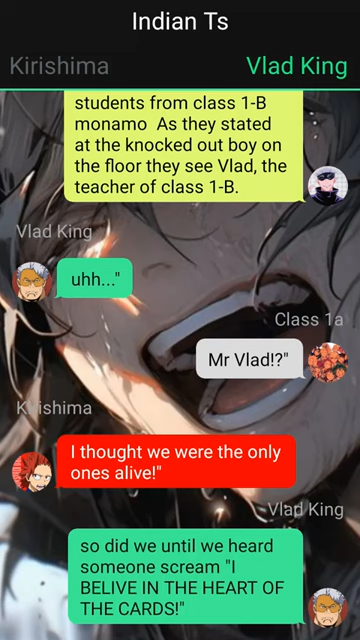 Indian Ts
Kirishima
Vlad King
students from class 1-B
monamo As they stated
at the knocked out boy on
the floor they see Vlad, the
teacher of class 1-B.
Vlad King
uhh..."
Class 1a
Mr Vlad!?"
Kirishima
I thought we were the only
ones alive!"
Vlad King
so did we until we heard
someone scream "I
BELIVE IN THE HEART OF
THE CARDS!"